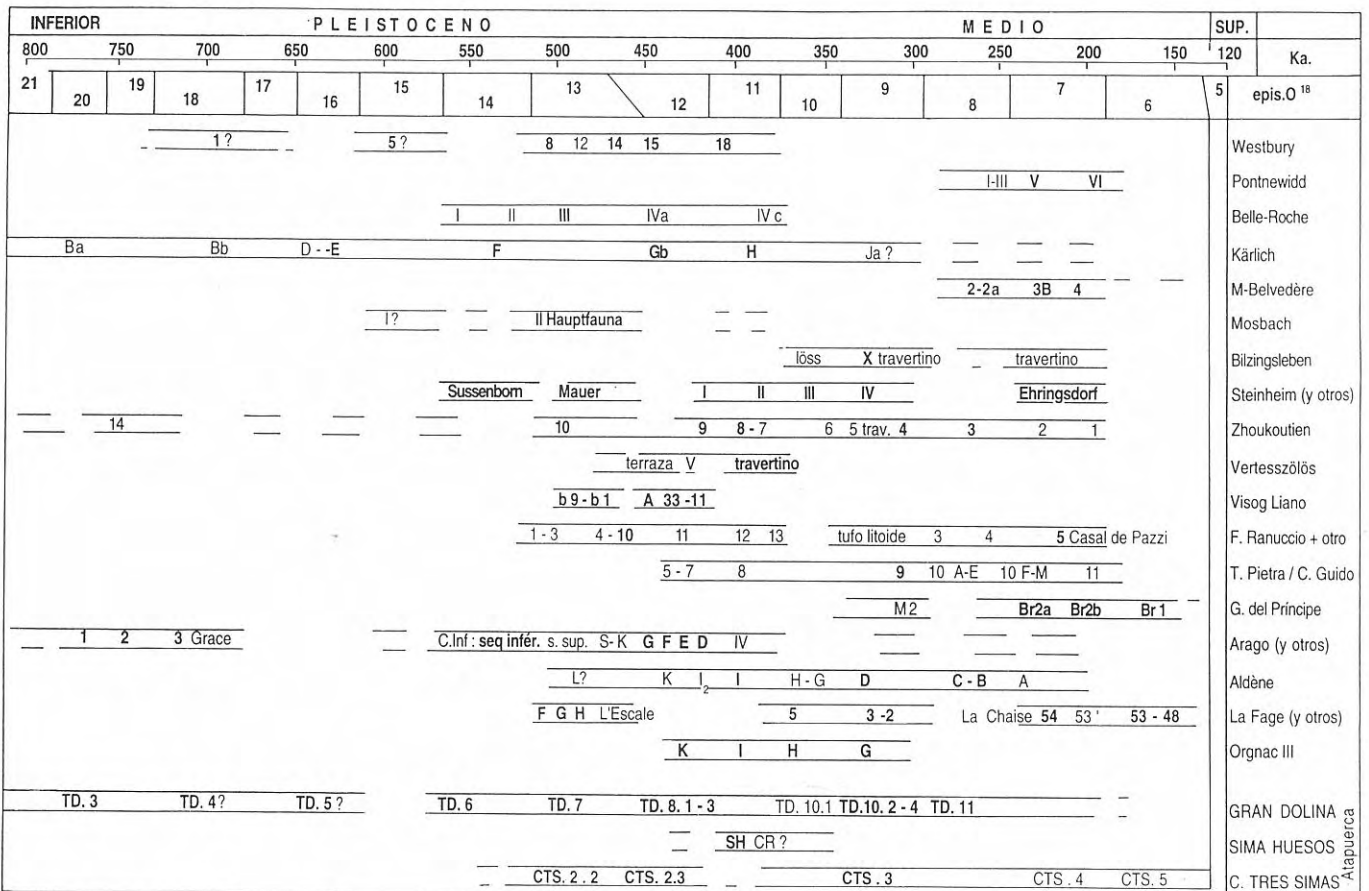 INFERIOR PLEISTOCENO MEDIO SUP.
800 750 700 650 600 550 500 450 400 350 300 250 200 150 120 Ka.
21 20 19 18 17 16 15 14 13 12 11 10 9 8 7 6 5 epis.O 18
1? 5? 8 12 14 15 18 Westbury
I-III V VI Pontnewidd
I II III IVa IV c Belle-Roche
Ba Bb D - -E F Gb H Ja ? Kärlich
2-2a 3B 4 M-Belvedère
I? II Hauptfauna Mosbach
löss X travertino travertino Bilzingsleben
Sussenborn Mauer I II III IV Ehringsdorf Steinheim (y otros)
14 10 9 8 - 7 6 5 trav. 4 3 2 1 Zhoukoutien
terraza V travertino Vertesszölös
b 9 - b 1 A 33 -11 Visog Liano
1 - 3 4 - 10 11 12 13 tufo litoide 3 4 5 Casal de Pazzi F. Ranuccio + otro
5 - 7 8 9 10 A-E 10 F-M 11 T. Pietra / C. Guido
M2 Br2a Br2b Br 1 G. del Príncipe
1 2 3 Grace C.Inf : seq infér. s. sup. S- K G F E D IV Arago (y otros)
L? K I2 I H - G D C - B A Aldène
F G H L'Escale 5 3 -2 La Chaise 54 53 ' 53 - 48 La Fage (y otros)
K I H G Orgnac III
TD. 3 TD. 4? TD. 5? TD. 6 TD. 7 TD. 8. 1 - 3 TD. 10.1 TD.10. 2 - 4 TD. 11 GRAN DOLINA
SH CR ? SIMA HUESOS
CTS. 2 . 2 CTS. 2.3 CTS . 3 CTS . 4 CTS . 5 C. TRES SIMAS
Atapuerca